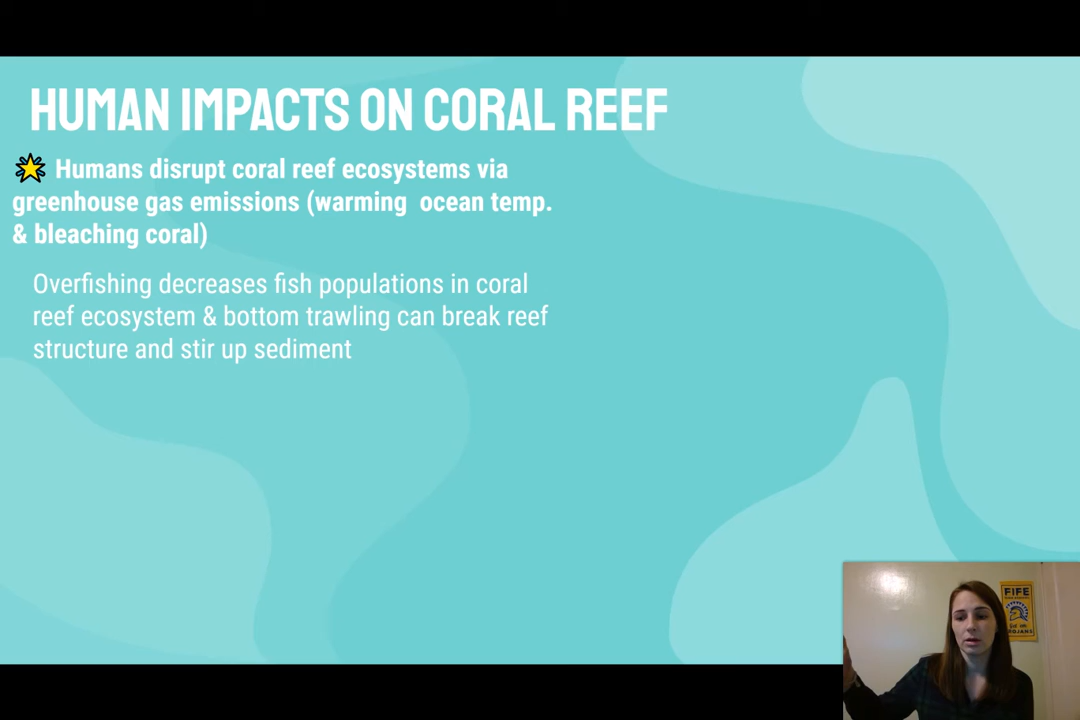 HUMAN IMPACTS ON CORAL REEF
🌟 Humans disrupt coral reef ecosystems via
greenhouse gas emissions (warming ocean temp.
& bleaching coral)
Overfishing decreases fish populations in coral
reef ecosystem & bottom trawling can break reef
structure and stir up sediment
FIFE
TROJANS